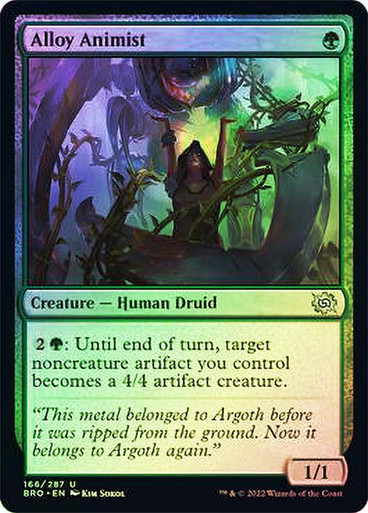 Alloy Animist
Creature — Human Druid
2: Until end of turn, target
noncreature artifact you control
becomes a 4/4 artifact creature.
“This metal belonged to Argoth before
it was ripped from the ground. Now it
belongs to Argoth again.”
1/1
166/287 U
BRO • EN Kim Sokol
™ & © 2022 Wizards of the Coast